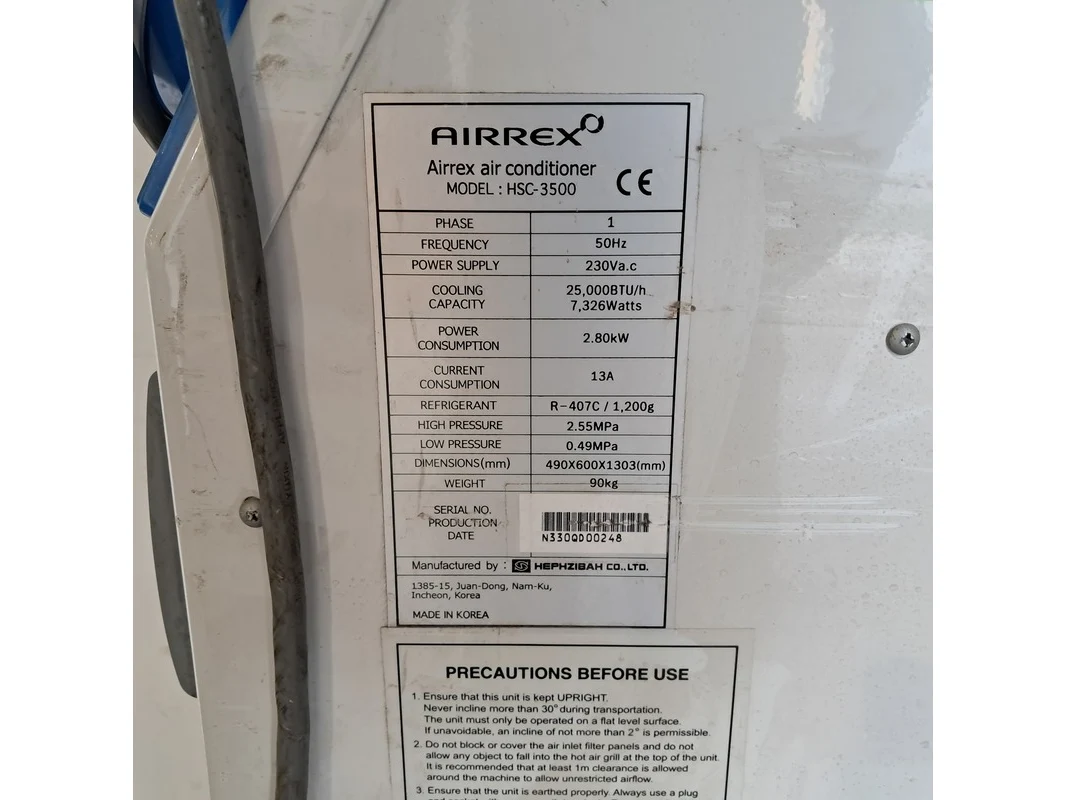 AIRREX
Airrex air conditioner
MODEL : HSC-3500
CE
PHASE 1
FREQUENCY 50Hz
POWER SUPPLY 230Va.c
COOLING CAPACITY 25,000BTU/h 7,326Watts
POWER CONSUMPTION 2.80kW
CURRENT CONSUMPTION 13A
REFRIGERANT R-407C / 1,200g
HIGH PRESSURE 2.55MPa
LOW PRESSURE 0.49MPa
DIMENSIONS(mm) 490X600X1303(mm)
WEIGHT 90kg
SERIAL NO.
PRODUCTION
DATE
N330QD00248
Manufactured by : HEPHZIBAH CO.,LTD.
1385-15, Juan-Dong, Nam-Ku,
Incheon, Korea
MADE IN KOREA
PRECAUTIONS BEFORE USE
1. Ensure that this unit is kept UPRIGHT.
Never incline more than 30° during transportation.
The unit must only be operated on a flat level surface.
If unavoidable, an incline of not more than 2° is permissible.
2. Do not block or cover the air inlet filter panels and do not
allow any object to fall into the hot air grill at the top of the unit.
It is recommended that at least 1m clearance is allowed
around the machine to allow unrestricted airflow.
3. Ensure that the unit is earthed properly. Always use a plug